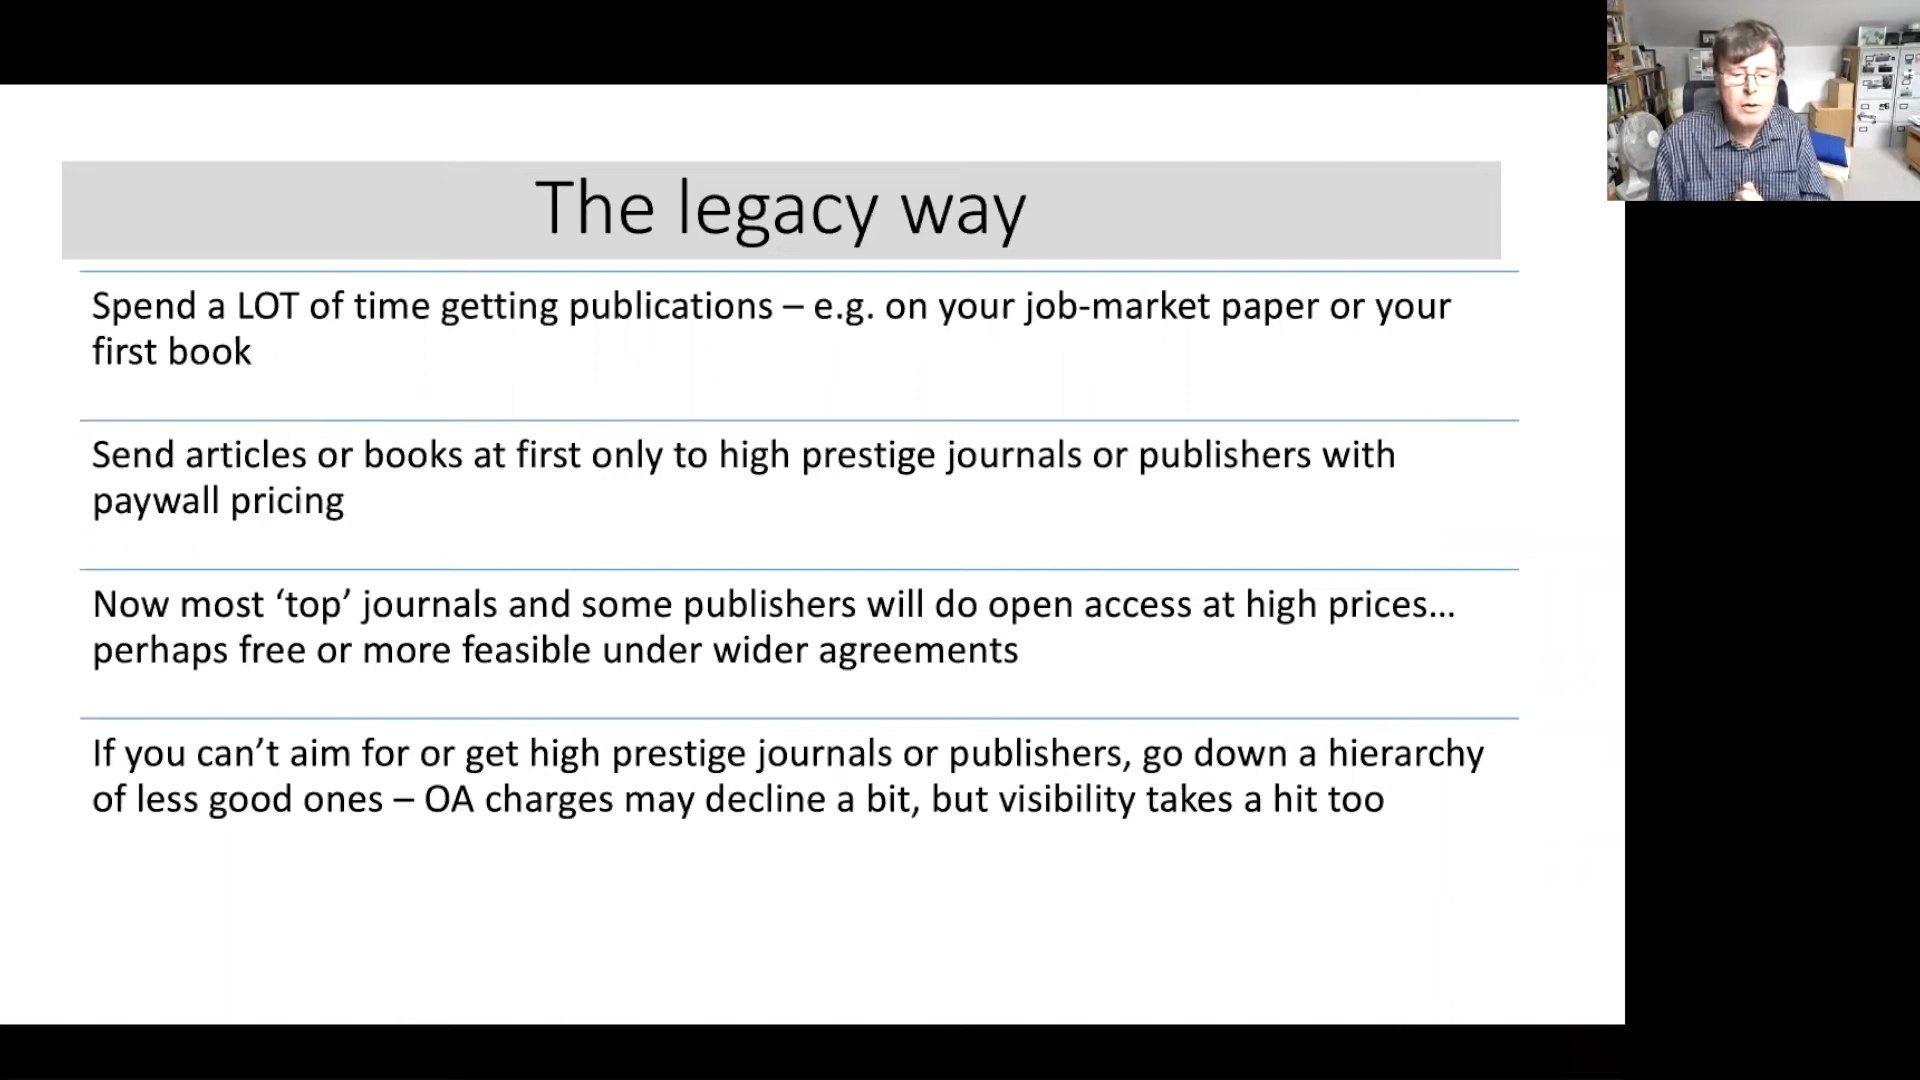 The legacy way
Spend a LOT of time getting publications – e.g. on your job-market paper or your
first book
Send articles or books at first only to high prestige journals or publishers with
paywall pricing
Now most ‘top’ journals and some publishers will do open access at high prices...
perhaps free or more feasible under wider agreements
If you can’t aim for or get high prestige journals or publishers, go down a hierarchy
of less good ones – OA charges may decline a bit, but visibility takes a hit too